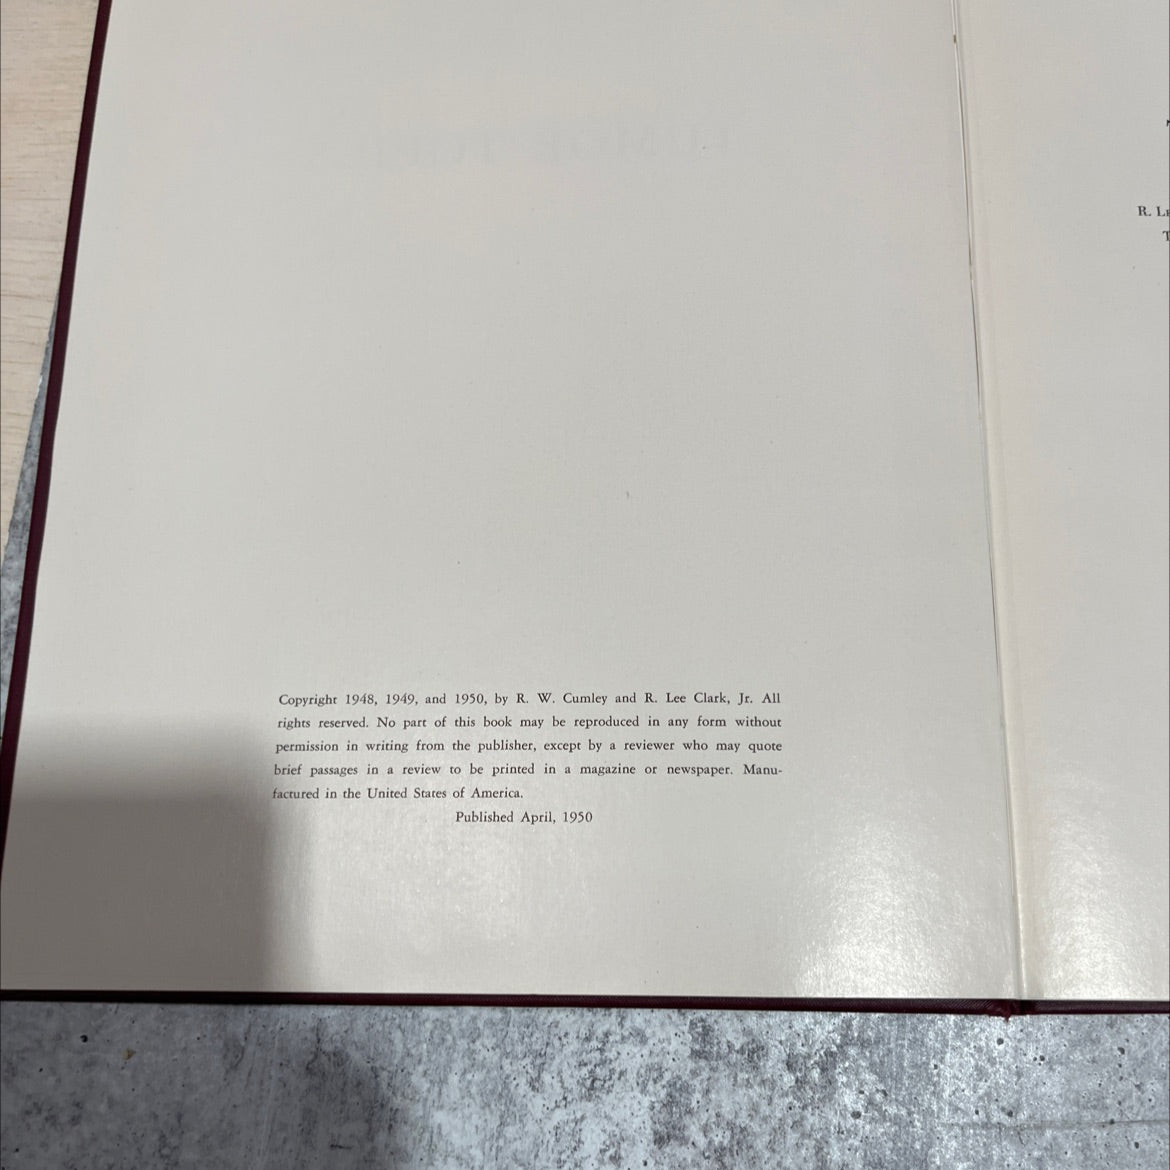 Copyright 1948, 1949, and 1950, by R. W. Cumley and R. Lee Clark, Jr. All
rights reserved. No part of this book may be reproduced in any form without
permission in writing from the publisher, except by a reviewer who may quote
brief passages in a review to be printed in a magazine or newspaper. Manu-
factured in the United States of America.
Published April, 1950
R. L